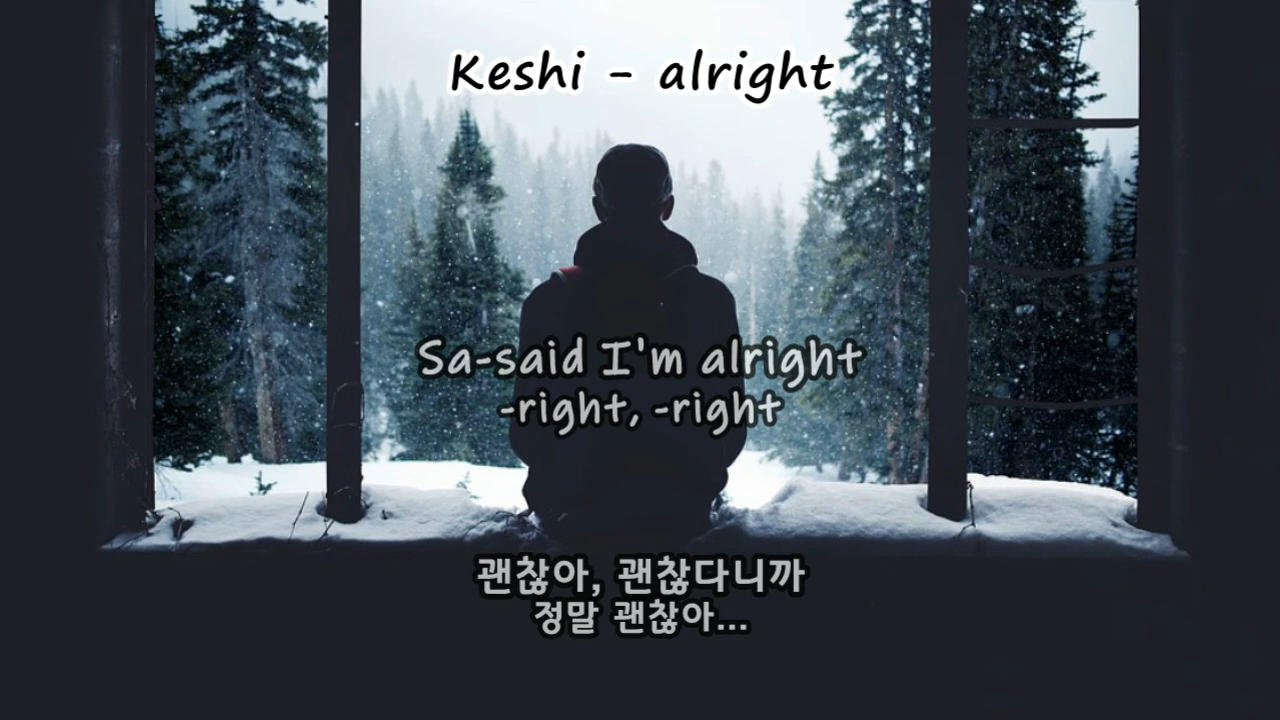 Keshi - alright
Sa-said I'm alright
-right, -right
괜찮아, 괜찮다니까
정말 괜찮아...